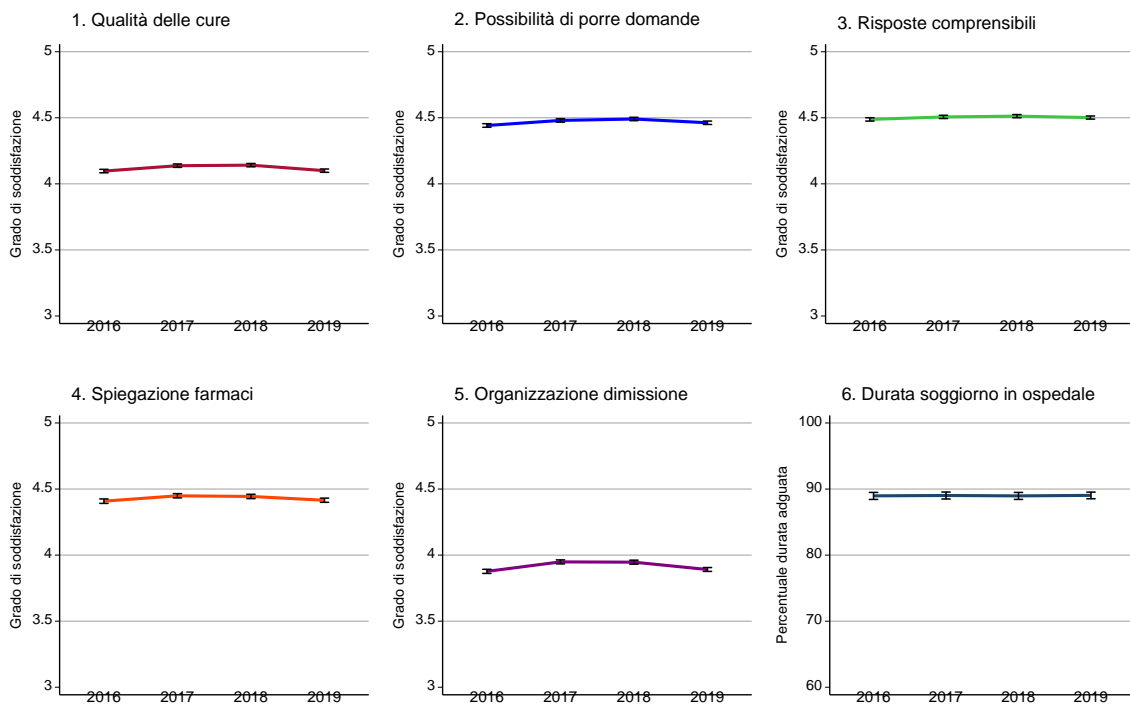 1. Qualità delle cure
Grado di soddisfazione
5
4.5
4
3.5
3
2016 2017 2018 2019
2. Possibilità di porre domande
Grado di soddisfazione
5
4.5
4
3.5
3
2016 2017 2018 2019
3. Risposte comprensibili
Grado di soddisfazione
5
4.5
4
3.5
3
2016 2017 2018 2019
4. Spiegazione farmaci
Grado di soddisfazione
5
4.5
4
3.5
3
2016 2017 2018 2019
5. Organizzazione dimissione
Grado di soddisfazione
5
4.5
4
3.5
3
2016 2017 2018 2019
6. Durata soggiorno in ospedale
Percentuale durata adguata
100
90
80
70
60
2016 2017 2018 2019